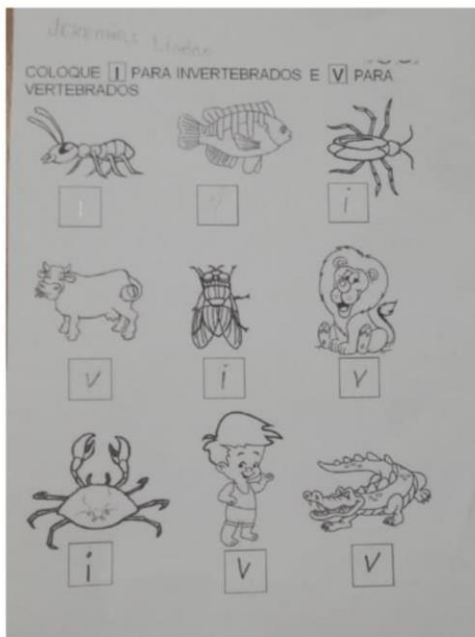 COLOQUE I PARA INVERTEBRADOS E V PARA
VERTEBRADOS
i i
V i V
i V V